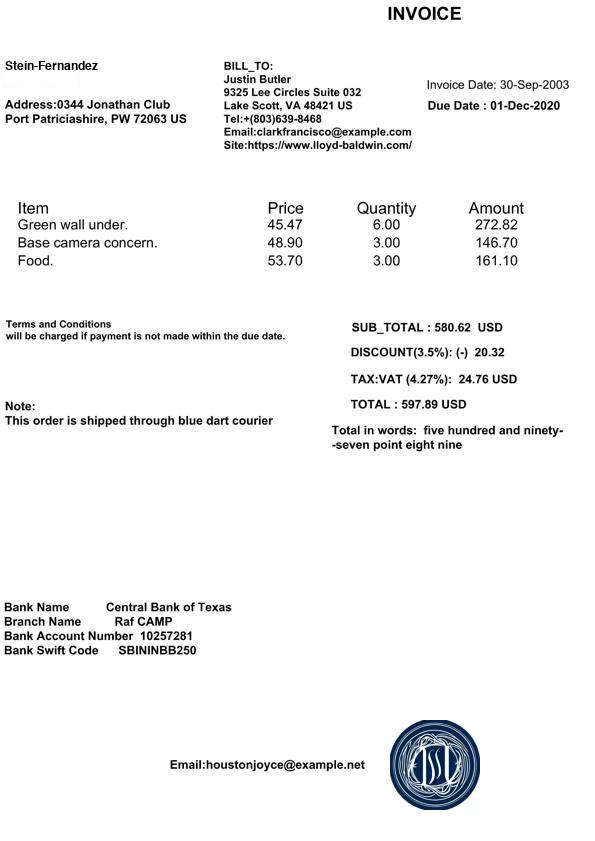 INVOICE
Stein-Fernandez
Address:0344 Jonathan Club
Port Patriciashire, PW 72063 US
BILL_TO:
Justin Butler
9325 Lee Circles Suite 032
Lake Scott, VA 48421 US
Tel:+(803)639-8468
Email:clarkfrancisco@example.com
Site:https://www.lloyd-baldwin.com/
Invoice Date: 30-Sep-2003
Due Date : 01-Dec-2020
Item Price Quantity Amount
Green wall under. 45.47 6.00 272.82
Base camera concern. 48.90 3.00 146.70
Food. 53.70 3.00 161.10
Terms and Conditions
will be charged if payment is not made within the due date.
SUB_TOTAL : 580.62 USD
DISCOUNT(3.5%): (-) 20.32
TAX:VAT (4.27%): 24.76 USD
TOTAL : 597.89 USD
Note:
This order is shipped through blue dart courier
Total in words: five hundred and ninety-
-seven point eight nine
Bank Name Central Bank of Texas
Branch Name Raf CAMP
Bank Account Number 10257281
Bank Swift Code SBININBB250
Email:houstonjoyce@example.net